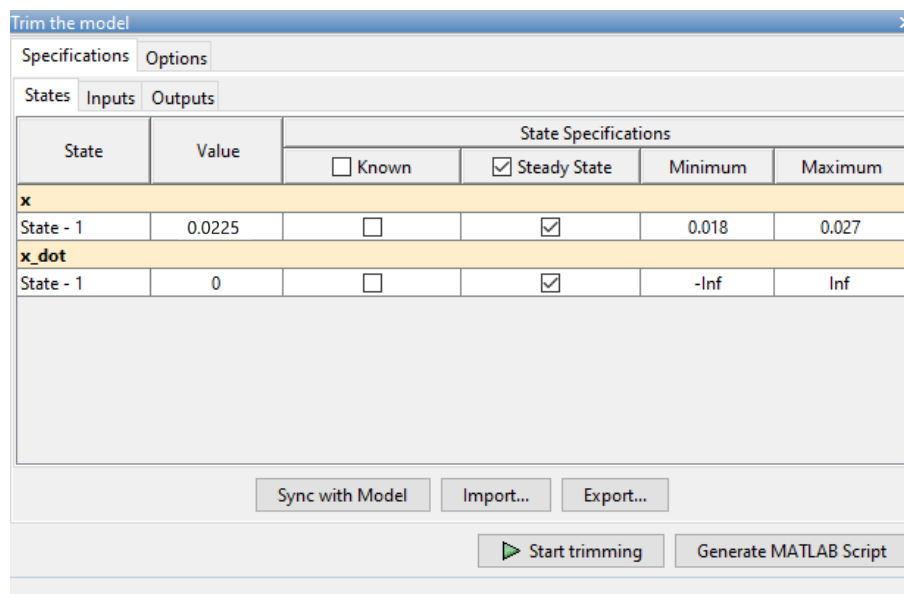 Trim the model
Specifications Options
States Inputs Outputs
State Value State Specifications
Known Steady State Minimum Maximum
x
State - 1 0.0225 0.018 0.027
x_dot
State - 1 0 -Inf Inf
Sync with Model Import... Export...
Start trimming Generate MATLAB Script